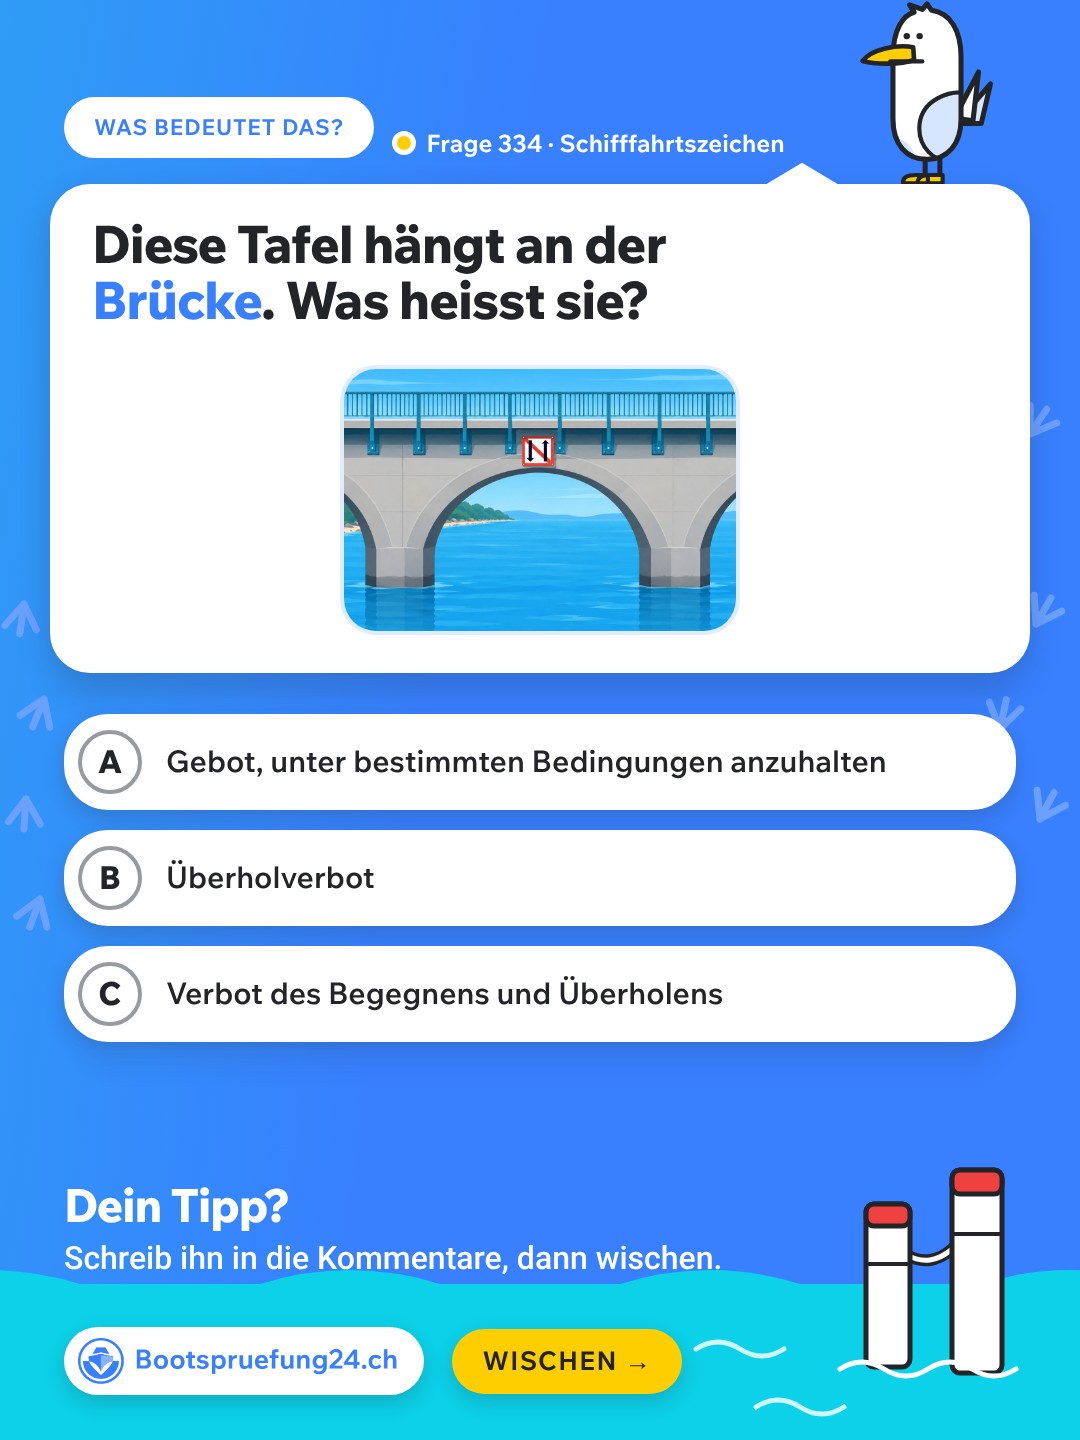 WAS BEDEUTET DAS?
Frage 334 · Schifffahrtszeichen
Diese Tafel hängt an der
Brücke. Was heisst sie?
A Gebot, unter bestimmten Bedingungen anzuhalten
B Überholverbot
C Verbot des Begegnens und Überholens
Dein Tipp?
Schreib ihn in die Kommentare, dann wischen.
Bootspruefung24.ch
WISCHEN →